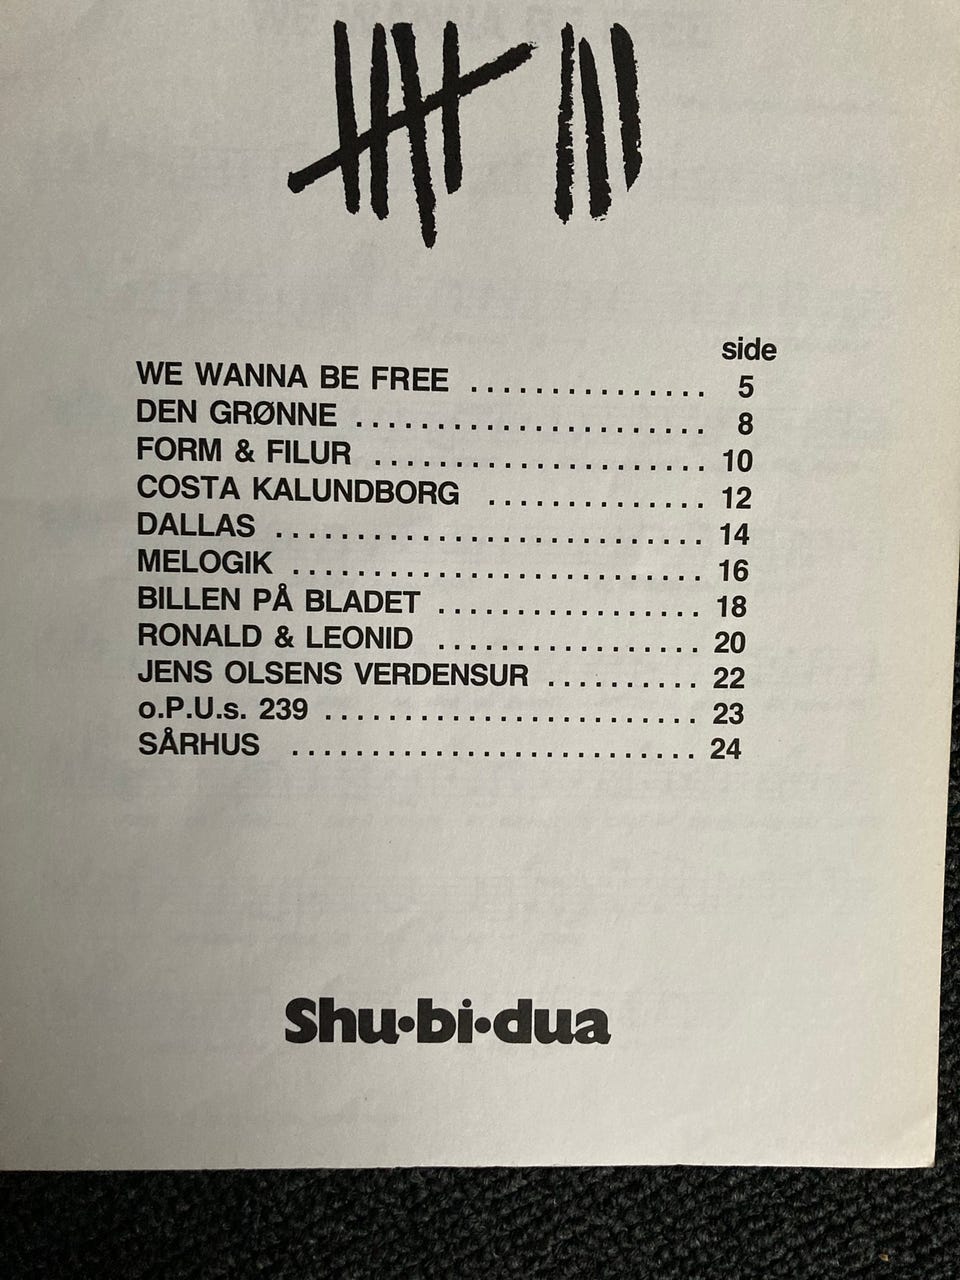 side
WE WANNA BE FREE ............... 5
DEN GRØNNE ...................... 8
FORM & FILUR ..................... 10
COSTA KALUNDBORG .............. 12
DALLAS ........................... 14
MELOGIK .......................... 16
BILLEN PÅ BLADET ................. 18
RONALD & LEONID ................. 20
JENS OLSENS VERDENSUR .......... 22
o.P.U.s. 239 ........................ 23
SÅRHUS .......................... 24
Shu•bi•dua